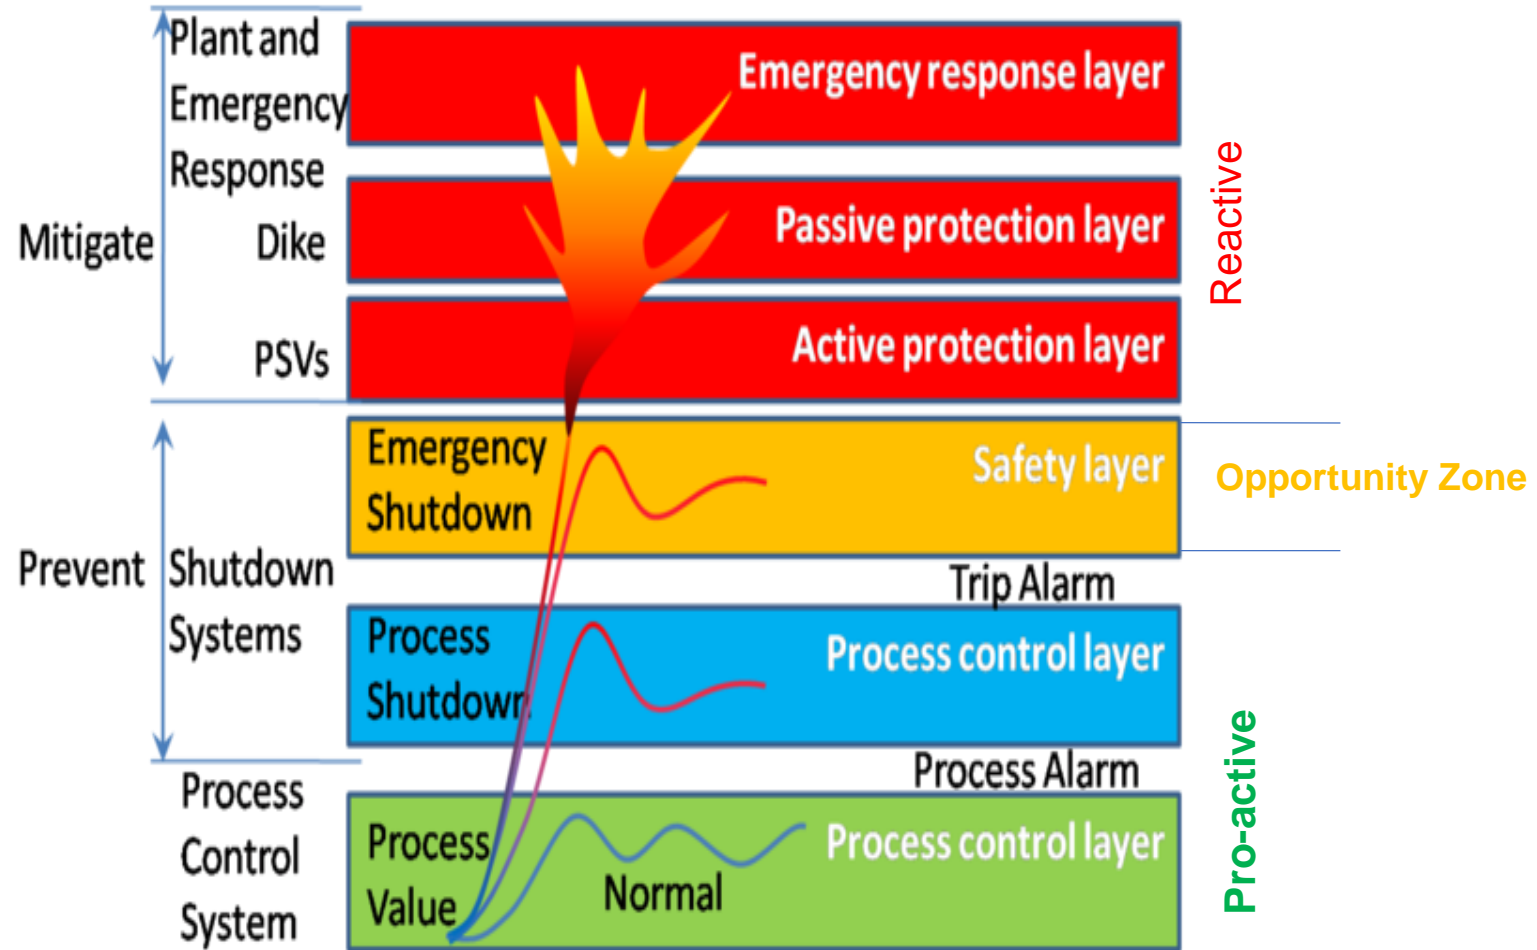 Plant and
Emergency
Response
Emergency response layer
Mitigate
Dike
Passive protection layer
Reactive
PSVs
Active protection layer
Emergency
Shutdown
Safety layer
Opportunity Zone
Prevent
Shutdown
Systems
Trip Alarm
Process
Shutdown
Process control layer
Process Alarm
Process
Control
System
Process
Value
Normal
Process control layer
Pro-active